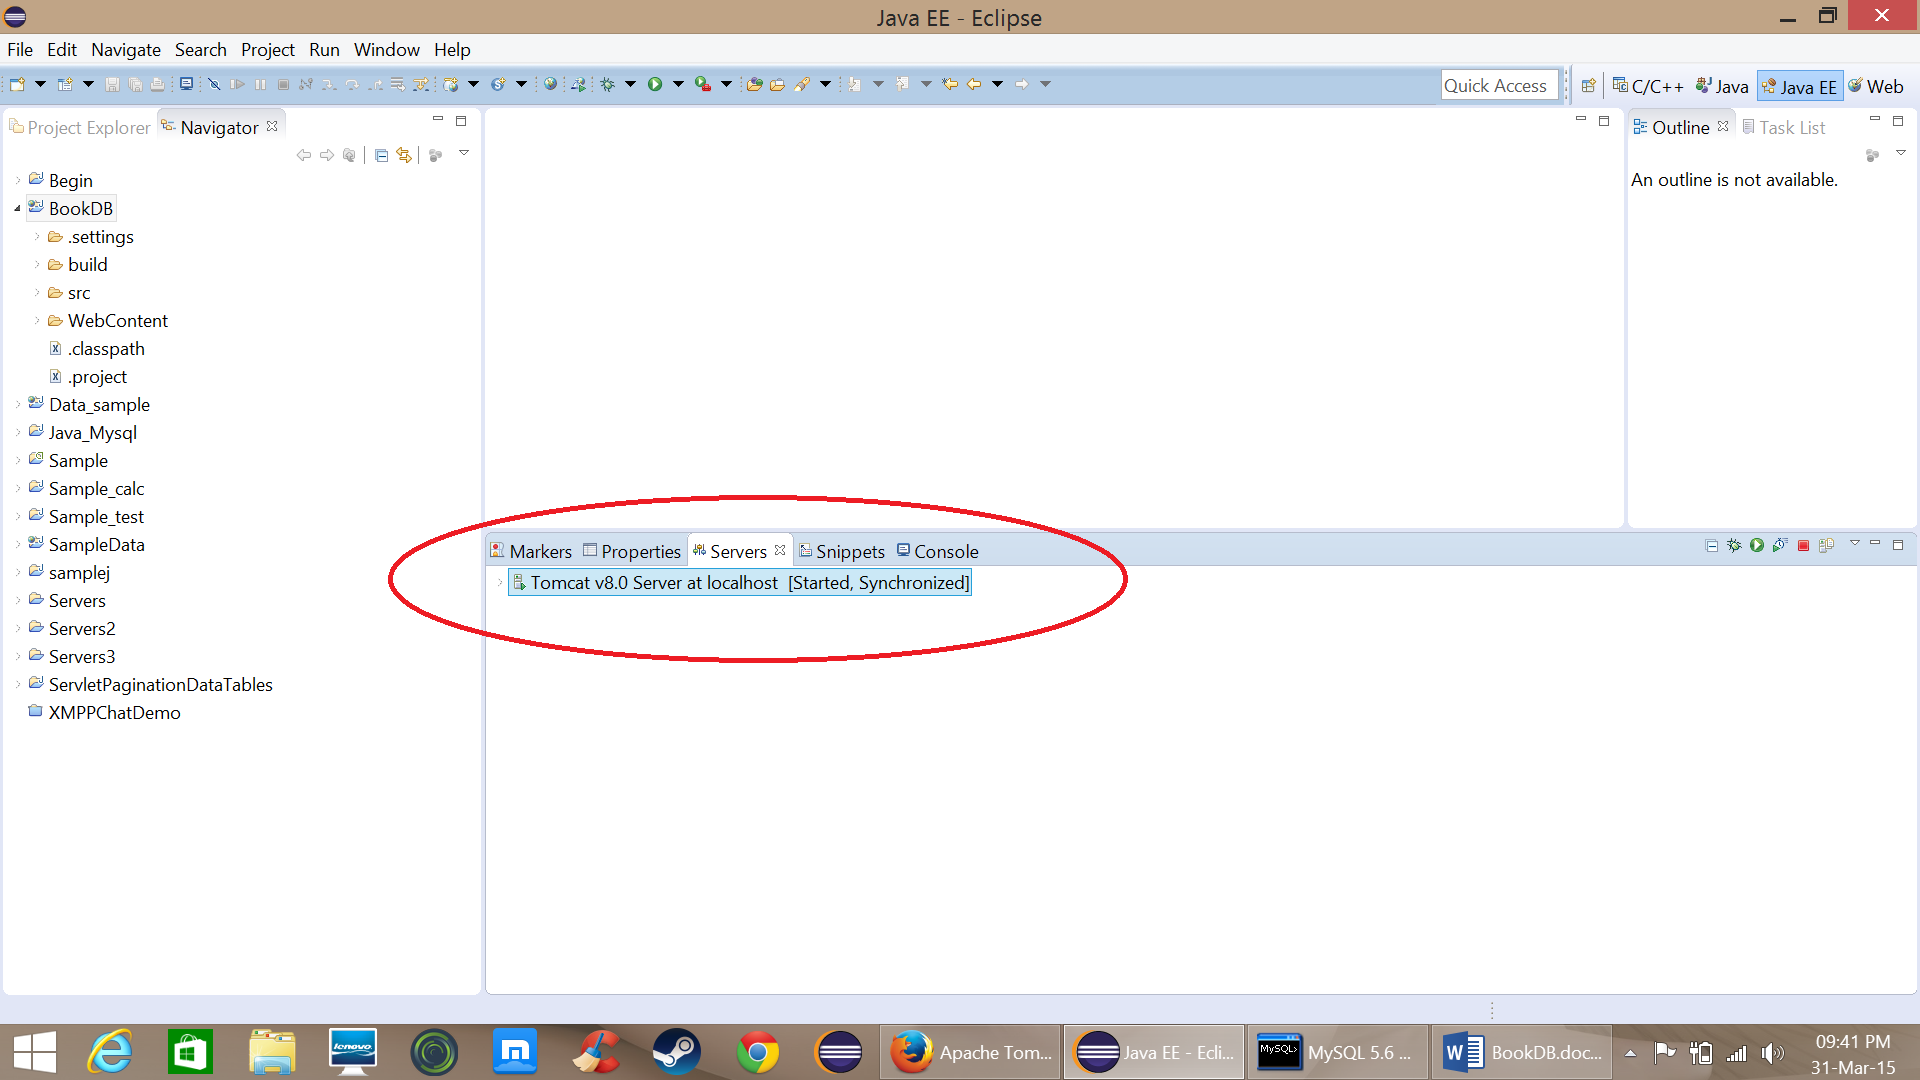 Java EE - Eclipse
File Edit Navigate Search Project Run Window Help
Quick Access C/C++ Java Java EE Web
Project Explorer Navigator
Begin
BookDB
.settings
build
src
WebContent
.classpath
.project
Data_sample
Java_Mysql
Sample
Sample_calc
Sample_test
SampleData
samplej
Servers
Servers2
Servers3
ServletPaginationDataTables
XMPPChatDemo
Outline Task List
An outline is not available.
Markers Properties Servers Snippets Console
Tomcat v8.0 Server at localhost [Started, Synchronized]
lenovo
Apache Tom...
Java EE - Ecli...
MySQL>
MySQL 5.6 ...
BookDB.doc...
09:41 PM
31-Mar-15